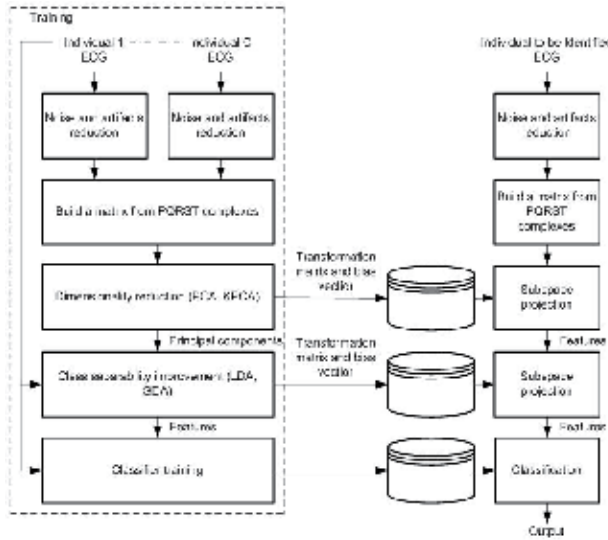 Training
Individual 1
ECG
Individual C
ECG
Individual to be Identified
ECG
Noise and artifacts
reduction
Noise and artifacts
reduction
Noise and artifacts
reduction
Build a matrix from PQRST complexes
Build a matrix from
PQRST
complexes
Dimensionality reduction (PCA, KPCA)
Transformation
matrix and bias
vector
Subspace
projection
Principal components
Features
Class separability improvement (LDA,
GDA)
Transformation
matrix and bias
vector
Subspace
projection
Features
Features
Classifier training
Classification
Output